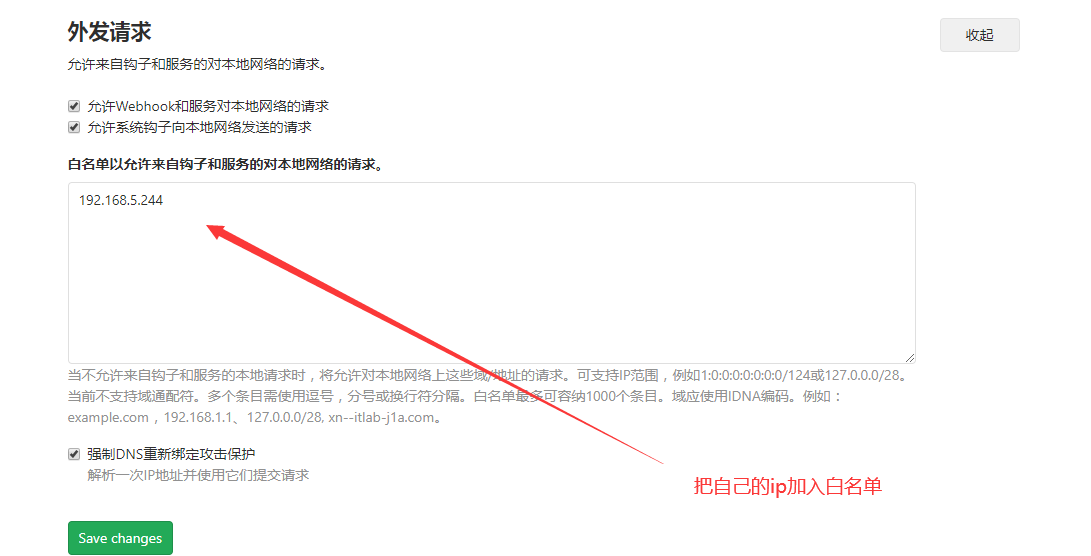 外发请求
收起
允许来自钩子和服务的对本地网络的请求。
允许Webhook和服务对本地网络的请求
允许系统钩子向本地网络发送的请求
白名单以允许来自钩子和服务的对本地网络的请求。
192.168.5.244
当不允许来自钩子和服务的本地请求时，将允许对本地网络上这些域/地址的请求。可支持IP范围，例如1:0:0:0:0:0:0:0/124或127.0.0.0/28。
当前不支持域通配符。多个条目需使用逗号，分号或换行符分隔。白名单最多可容纳1000个条目。域应使用IDNA编码。例如：
example.com，192.168.1.1、127.0.0.0/28, xn--itlab-j1a.com。
强制DNS重新绑定攻击保护
解析一次IP地址并使用它们提交请求
把自己的ip加入白名单
Save changes